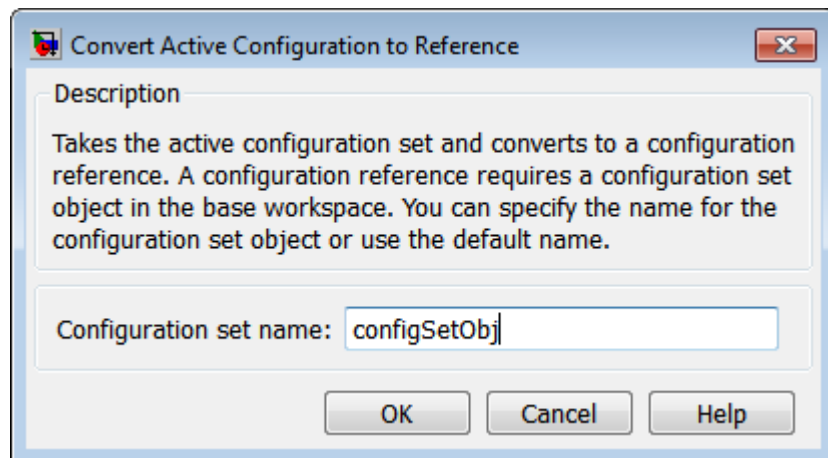 Convert Active Configuration to Reference
Description
Takes the active configuration set and converts to a configuration
reference. A configuration reference requires a configuration set
object in the base workspace. You can specify the name for the
configuration set object or use the default name.
Configuration set name: configSetObj
OK Cancel Help